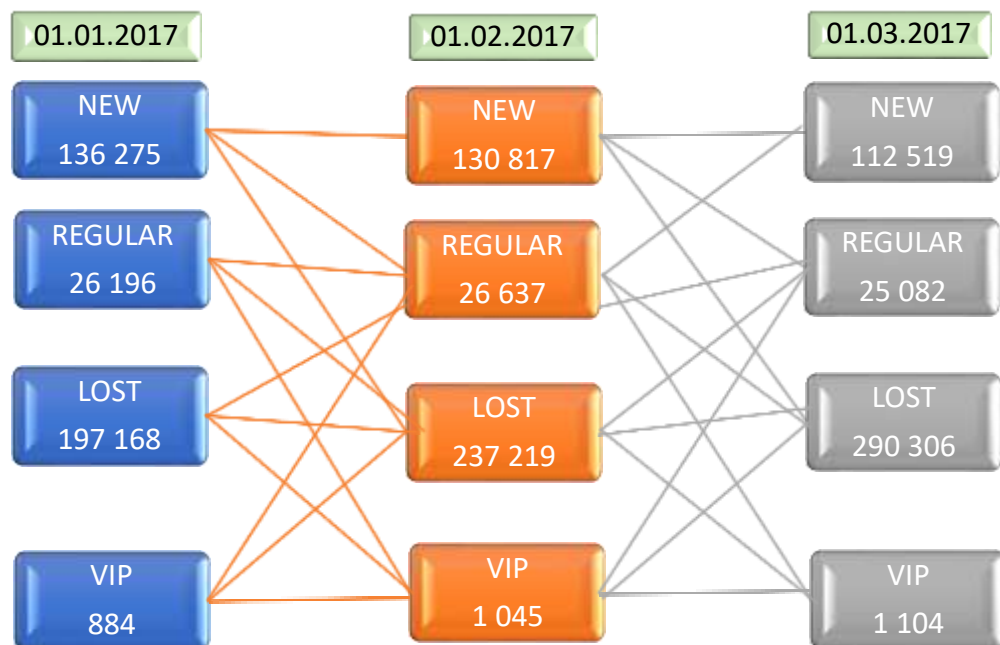 01.01.2017
01.02.2017
01.03.2017
NEW
136 275
NEW
130 817
NEW
112 519
REGULAR
26 196
REGULAR
26 637
REGULAR
25 082
LOST
197 168
LOST
237 219
LOST
290 306
VIP
884
VIP
1 045
VIP
1 104